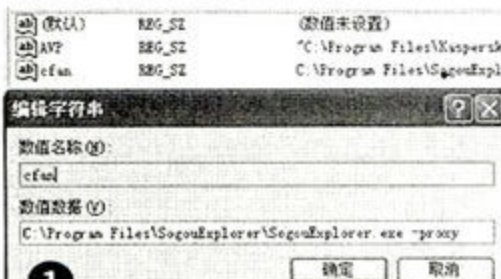 (默认) REG_SZ (数值未设置)
AVP REG_SZ "C:\Program Files\Kaspersk
cfan REG_SZ C:\Program Files\SogouExpl
编辑字符串
数值名称(N):
cfan
数值数据(V):
C:\Program Files\SogouExplorer\SogouExplorer.exe -proxy
确定 取消
1